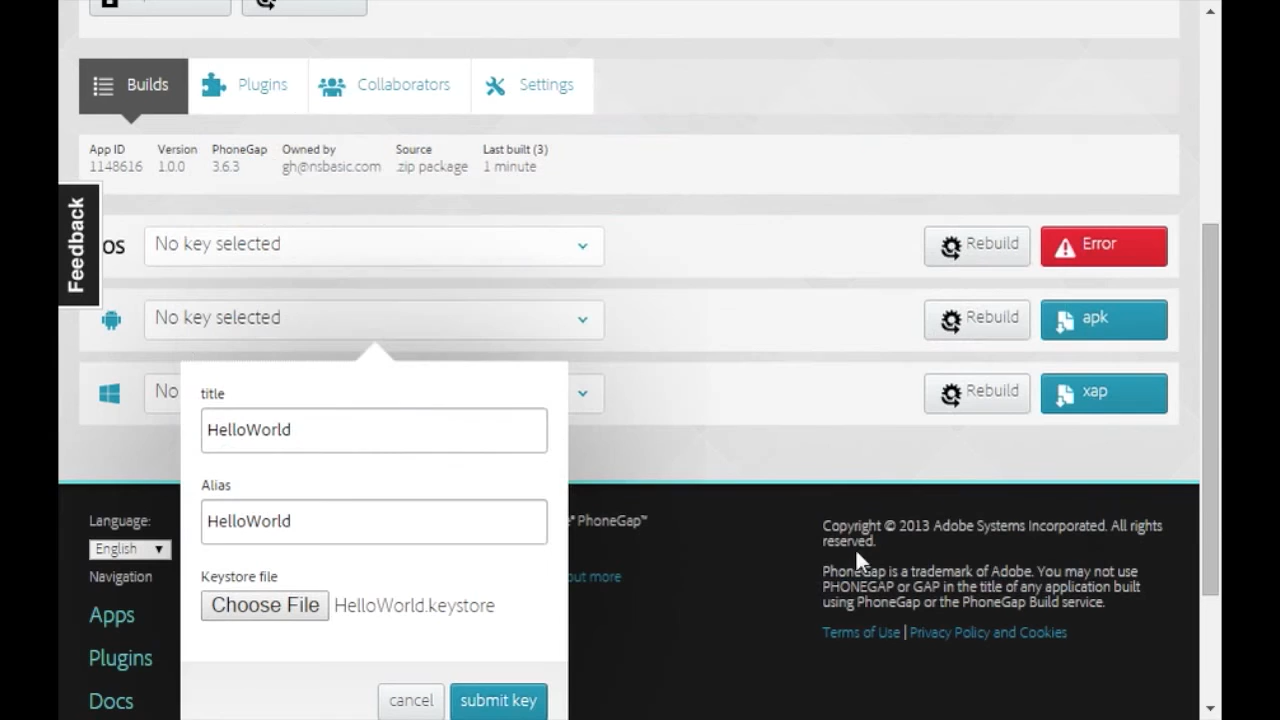 Builds
Plugins
Collaborators
Settings
App ID
Version
PhoneGap
Owned by
Source
Last built (3)
1148616
1.0.0
3.6.3
gh@nsbasic.com
.zip package
1 minute
Feedback
OS
No key selected
Rebuild
Error
No key selected
Rebuild
apk
No
Rebuild
xap
title
HelloWorld
Alias
HelloWorld
Keystore file
Choose File HelloWorld.keystore
cancel
submit key
Language:
English
Navigation
Apps
Plugins
Docs
PhoneGap™
out more
Copyright © 2013 Adobe Systems Incorporated. All rights
reserved.
PhoneGap is a trademark of Adobe. You may not use
PHONEGAP or GAP in the title of any application built
using PhoneGap or the PhoneGap Build service.
Terms of Use | Privacy Policy and Cookies